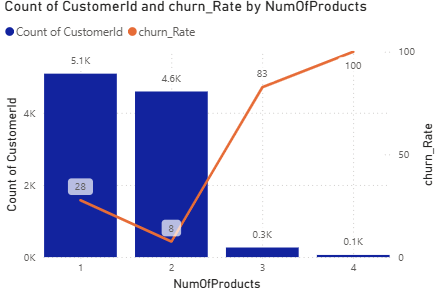 Count of CustomerId and churn_Rate by NumOfProducts
Count of CustomerId churn_Rate
5.1K
4.6K
83
100
28
8
0.3K
0.1K
Count of CustomerId
4K
2K
0K
100
50
0
churn_Rate
1 2 3 4
NumOfProducts